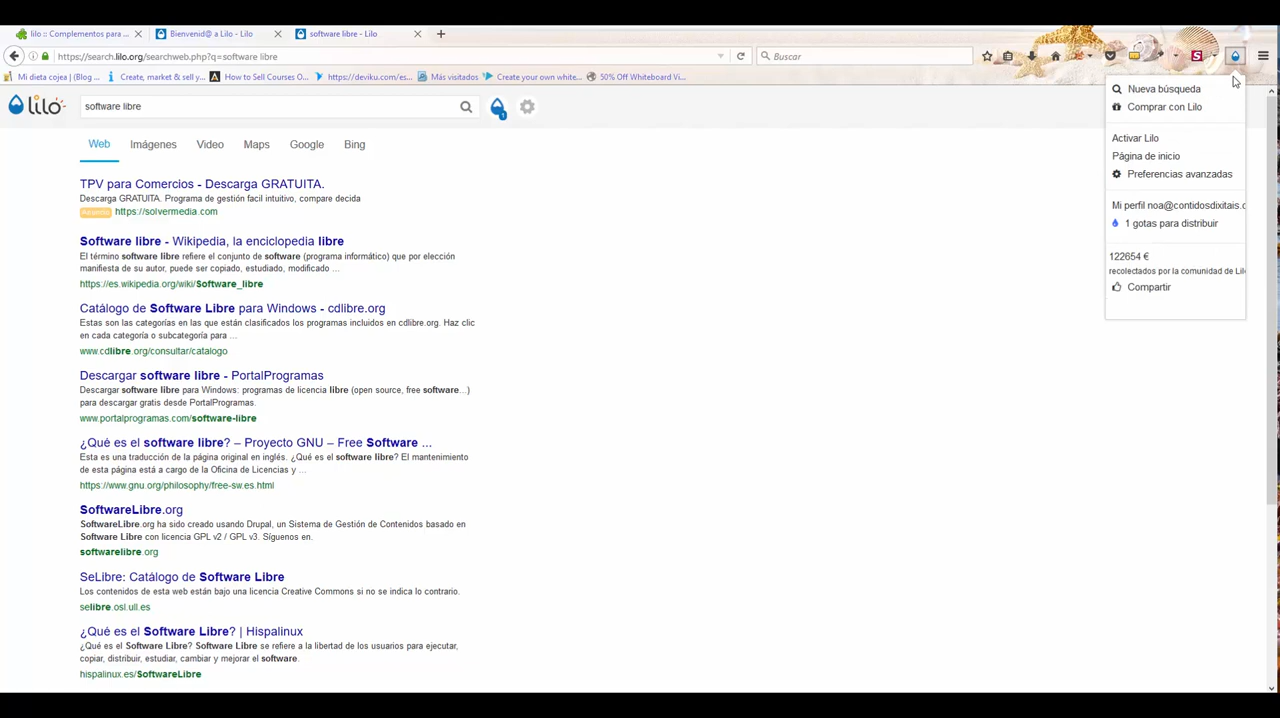 lilo :: Complementos para ...
Bienvenid@ a Lilo - Lilo
software libre - Lilo
https://search.lilo.org/searchweb.php?q=software libre
Buscar
Mi dieta cojea | (Blog ...
Create, market & sell y...
How to Sell Courses O...
https://deviku.com/es...
Más visitados
Create your own white...
50% Off Whiteboard Vi...
lilo
software libre
1
Web
Imágenes
Video
Maps
Google
Bing
TPV para Comercios - Descarga GRATUITA.
Descarga GRATUITA. Programa de gestión facil intuitivo, compare decida
Anuncio https://solvermedia.com
Software libre - Wikipedia, la enciclopedia libre
El término software libre refiere el conjunto de software (programa informático) que por elección
manifiesta de su autor, puede ser copiado, estudiado, modificado ...
https://es.wikipedia.org/wiki/Software_libre
Catálogo de Software Libre para Windows - cdlibre.org
Estas son las categorías en las que están clasificados los programas incluidos en cdlibre.org. Haz clic
en cada categoría o subcategoría para ...
www.cdlibre.org/consultar/catalogo
Descargar software libre - PortalProgramas
Descargar software libre para Windows: programas de licencia libre (open source, free software...)
para descargar gratis desde PortalProgramas.
www.portalprogramas.com/software-libre
¿Qué es el software libre? – Proyecto GNU – Free Software ...
Esta es una traducción de la página original en inglés. ¿Qué es el software libre? El mantenimiento
de esta página está a cargo de la Oficina de Licencias y ...
https://www.gnu.org/philosophy/free-sw.es.html
SoftwareLibre.org
SoftwareLibre.org ha sido creado usando Drupal, un Sistema de Gestión de Contenidos basado en
Software Libre con licencia GPL v2 / GPL v3. Síguenos en.
softwarelibre.org
SeLibre: Catálogo de Software Libre
Los contenidos de esta web están bajo una licencia Creative Commons si no se indica lo contrario.
selibre.osl.ull.es
¿Qué es el Software Libre? | Hispalinux
¿Qué es el Software Libre? Software Libre se refiere a la libertad de los usuarios para ejecutar,
copiar, distribuir, estudiar, cambiar y mejorar el software.
hispalinux.es/SoftwareLibre
S
Nueva búsqueda
Comprar con Lilo
Activar Lilo
Página de inicio
Preferencias avanzadas
Mi perfil noa@contidosdixitais.c
1 gotas para distribuir
122654 €
recolectados por la comunidad de Lil
Compartir